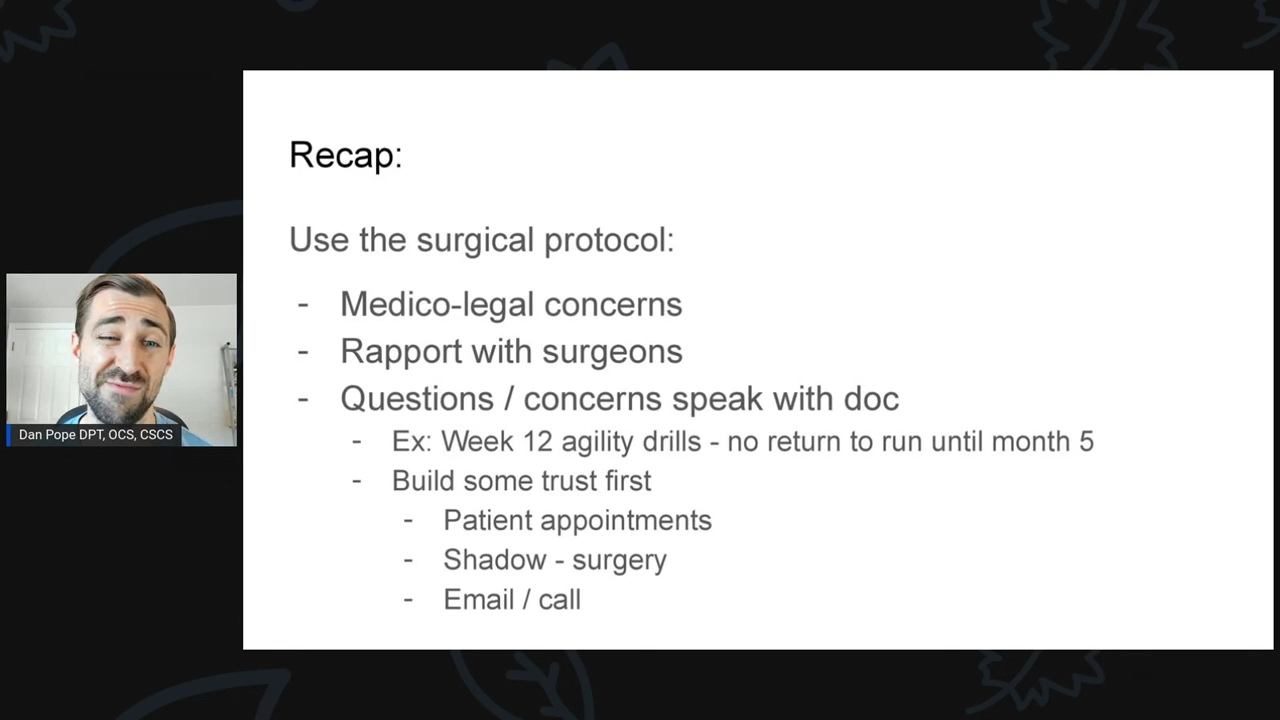 Recap:
Use the surgical protocol:
- Medico-legal concerns
- Rapport with surgeons
- Questions / concerns speak with doc
- Ex: Week 12 agility drills - no return to run until month 5
- Build some trust first
- Patient appointments
- Shadow - surgery
- Email / call
Dan Pope DPT, OCS, CSCS